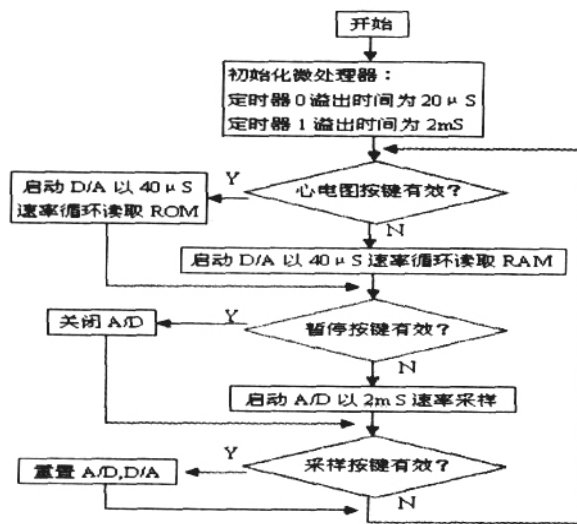 开始
初始化微处理器：
定时器0溢出时间为20μS
定时器1溢出时间为2mS
心电图按键有效？
Y
启动D/A以40μS
速率循环读取ROM
N
启动D/A以40μS速率循环读取RAM
暂停按键有效？
Y
关闭A/D
N
启动A/D以2mS速率采样
采样按键有效？
Y
重置A/D,D/A
N